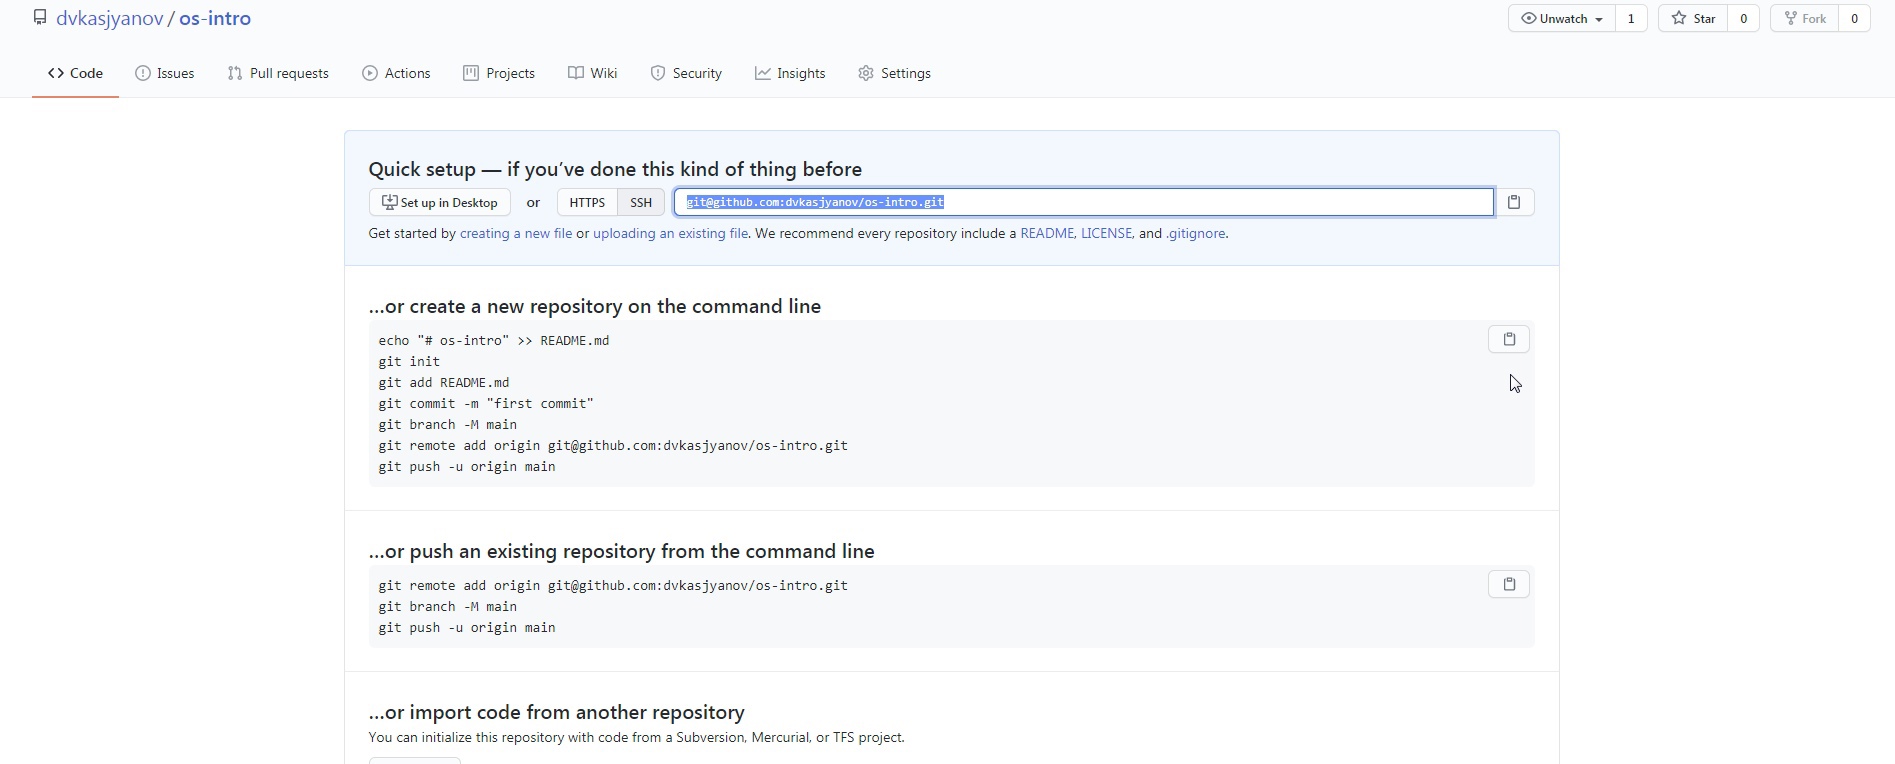 dvkasjyanov / os-intro
Unwatch 1 Star 0 Fork 0
Code Issues Pull requests Actions Projects Wiki Security Insights Settings
Quick setup — if you’ve done this kind of thing before
Set up in Desktop or HTTPS SSH git@github.com:dvkasjyanov/os-intro.git
Get started by creating a new file or uploading an existing file. We recommend every repository include a README, LICENSE, and .gitignore.
…or create a new repository on the command line
echo "# os-intro" >> README.md
git init
git add README.md
git commit -m "first commit"
git branch -M main
git remote add origin git@github.com:dvkasjyanov/os-intro.git
git push -u origin main
…or push an existing repository from the command line
git remote add origin git@github.com:dvkasjyanov/os-intro.git
git branch -M main
git push -u origin main
…or import code from another repository
You can initialize this repository with code from a Subversion, Mercurial, or TFS project.